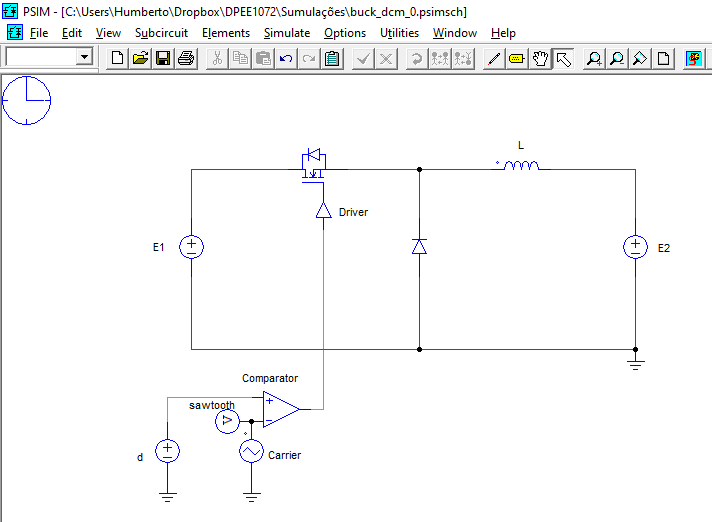 PSIM - [C:\Users\Humberto\Dropbox\DPEE1072\Sumulações\buck_dcm_0.psimsch]
File Edit View Subcircuit Elements Simulate Options Utilities Window Help
L
Driver
E1
E2
Comparator
sawtooth
V
d
Carrier